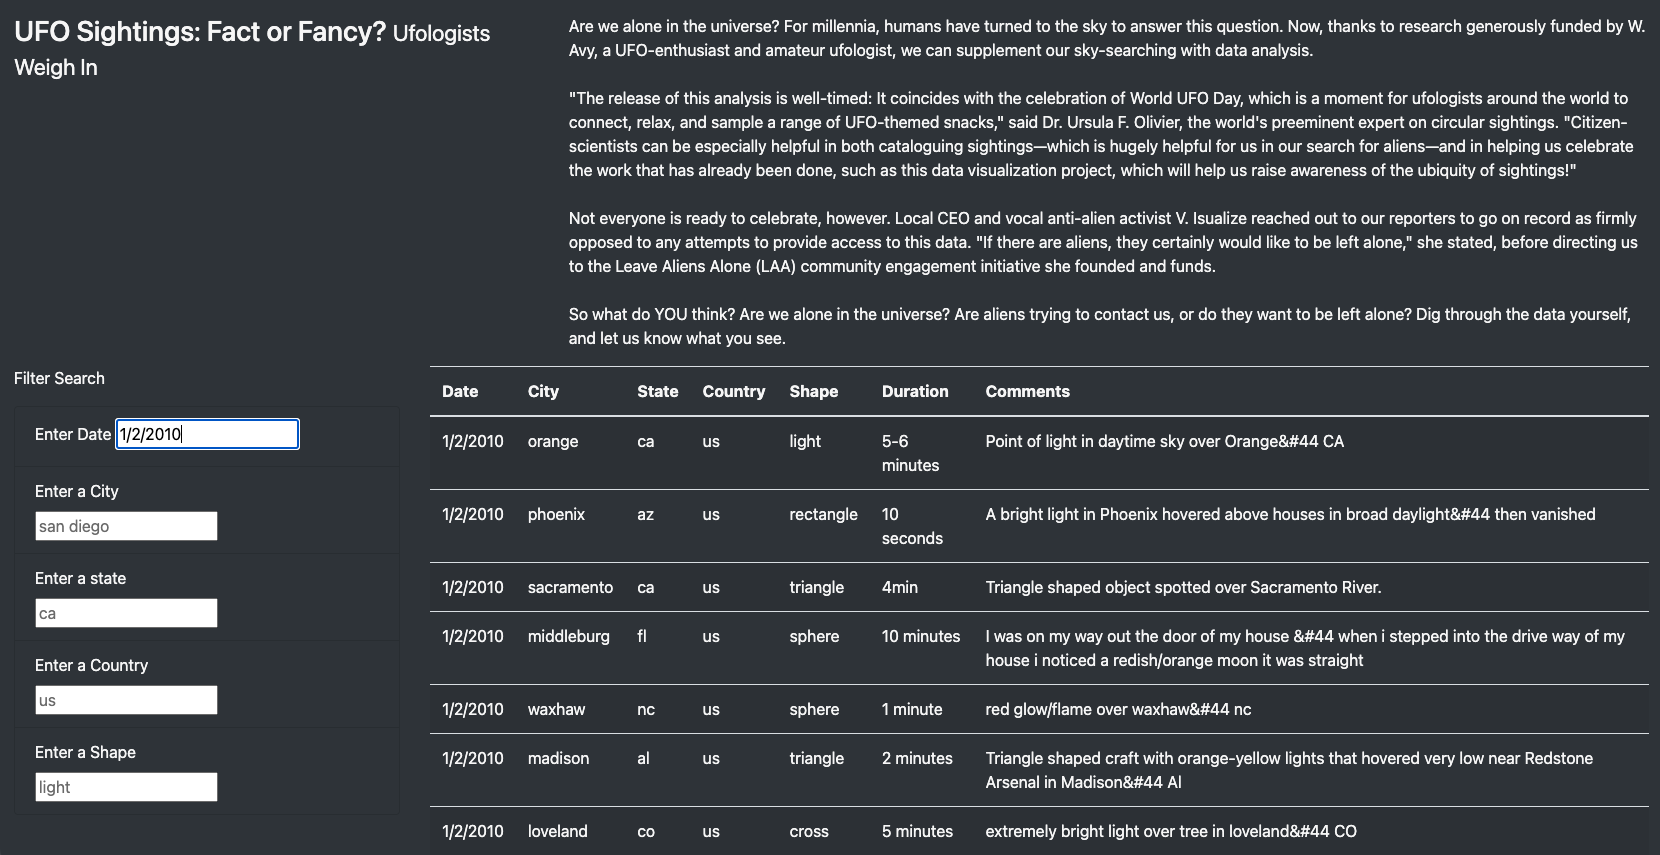 UFO Sightings: Fact or Fancy? Ufologists
Weigh In
Are we alone in the universe? For millennia, humans have turned to the sky to answer this question. Now, thanks to research generously funded by W.
Avy, a UFO-enthusiast and amateur ufologist, we can supplement our sky-searching with data analysis.
"The release of this analysis is well-timed: It coincides with the celebration of World UFO Day, which is a moment for ufologists around the world to
connect, relax, and sample a range of UFO-themed snacks," said Dr. Ursula F. Olivier, the world's preeminent expert on circular sightings. "Citizen-
scientists can be especially helpful in both cataloguing sightings—which is hugely helpful for us in our search for aliens—and in helping us celebrate
the work that has already been done, such as this data visualization project, which will help us raise awareness of the ubiquity of sightings!"
Not everyone is ready to celebrate, however. Local CEO and vocal anti-alien activist V. Isualize reached out to our reporters to go on record as firmly
opposed to any attempts to provide access to this data. "If there are aliens, they certainly would like to be left alone," she stated, before directing us
to the Leave Aliens Alone (LAA) community engagement initiative she founded and funds.
So what do YOU think? Are we alone in the universe? Are aliens trying to contact us, or do they want to be left alone? Dig through the data yourself,
and let us know what you see.
Filter Search
Enter Date 1/2/2010
Enter a City
san diego
Enter a state
ca
Enter a Country
us
Enter a Shape
light
Date City State Country Shape Duration Comments
1/2/2010 orange ca us light 5-6 Point of light in daytime sky over Orange&#44 CA
minutes
1/2/2010 phoenix az us rectangle 10 A bright light in Phoenix hovered above houses in broad daylight&#44 then vanished
seconds
1/2/2010 sacramento ca us triangle 4min Triangle shaped object spotted over Sacramento River.
1/2/2010 middleburg fl us sphere 10 minutes I was on my way out the door of my house &#44 when i stepped into the drive way of my
house i noticed a redish/orange moon it was straight
1/2/2010 waxhaw nc us sphere 1 minute red glow/flame over waxhaw&#44 nc
1/2/2010 madison al us triangle 2 minutes Triangle shaped craft with orange-yellow lights that hovered very low near Redstone
Arsenal in Madison&#44 Al
1/2/2010 loveland co us cross 5 minutes extremely bright light over tree in loveland&#44 CO